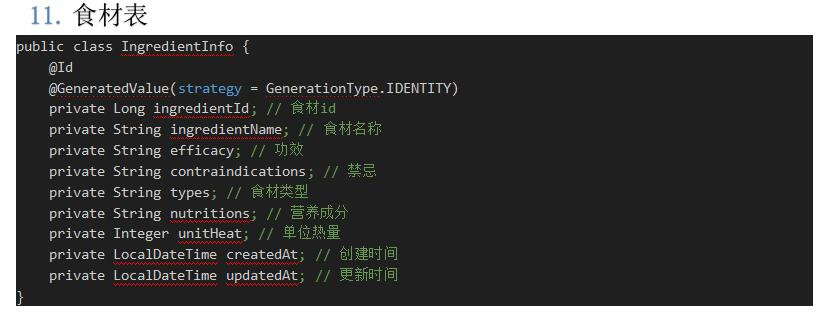 11. 食材表
public class IngredientInfo {
    @Id
    @GeneratedValue(strategy = GenerationType.IDENTITY)
    private Long ingredientId; // 食材id
    private String ingredientName; // 食材名称
    private String efficacy; // 功效
    private String contraindications; // 禁忌
    private String types; // 食材类型
    private String nutritions; // 营养成分
    private Integer unitHeat; // 单位热量
    private LocalDateTime createdAt; // 创建时间
    private LocalDateTime updatedAt; // 更新时间
}